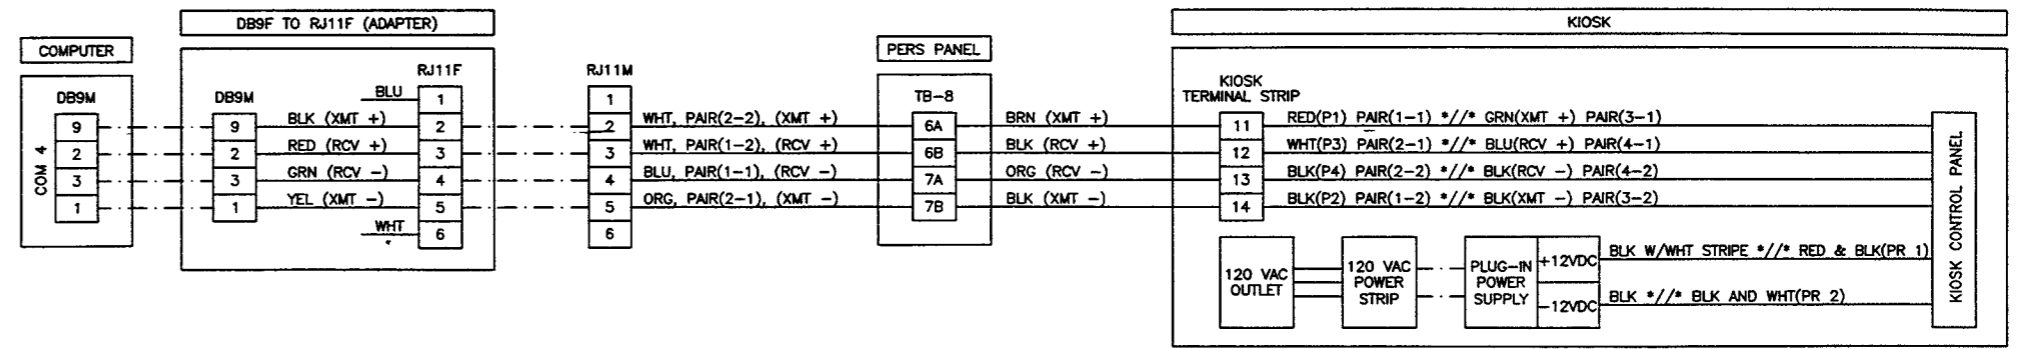 DB9F TO RJ11F (ADAPTER)
KIOSK
COMPUTER
PERS PANEL
RJ11F
RJ11M
KIOSK
TERMINAL STRIP
DB9M
DB9M
TB-8
COM 4
BLU 1
1
9 9 BLK (XMT +) 2 2 WHT, PAIR(2-2), (XMT +) 6A BRN (XMT +) 11 RED(P1) PAIR(1-1) *//* GRN(XMT +) PAIR(3-1)
2 2 RED (RCV +) 3 3 WHT, PAIR(1-2), (RCV +) 6B BLK (RCV +) 12 WHT(P3) PAIR(2-1) *//* BLU(RCV +) PAIR(4-1)
3 3 GRN (RCV -) 4 4 BLU, PAIR(1-1), (RCV -) 7A ORG (RCV -) 13 BLK(P4) PAIR(2-2) *//* BLK(RCV -) PAIR(4-2)
1 1 YEL (XMT -) 5 5 ORG, PAIR(2-1), (XMT -) 7B BLK (XMT -) 14 BLK(P2) PAIR(1-2) *//* BLK(XMT -) PAIR(3-2)
WHT 6
6
KIOSK CONTROL PANEL
120 VAC
OUTLET
120 VAC
POWER
STRIP
PLUG-IN
POWER
SUPPLY
+12VDC BLK W/WHT STRIPE *//* RED & BLK(PR 1)
-12VDC BLK *//* BLK AND WHT(PR 2)